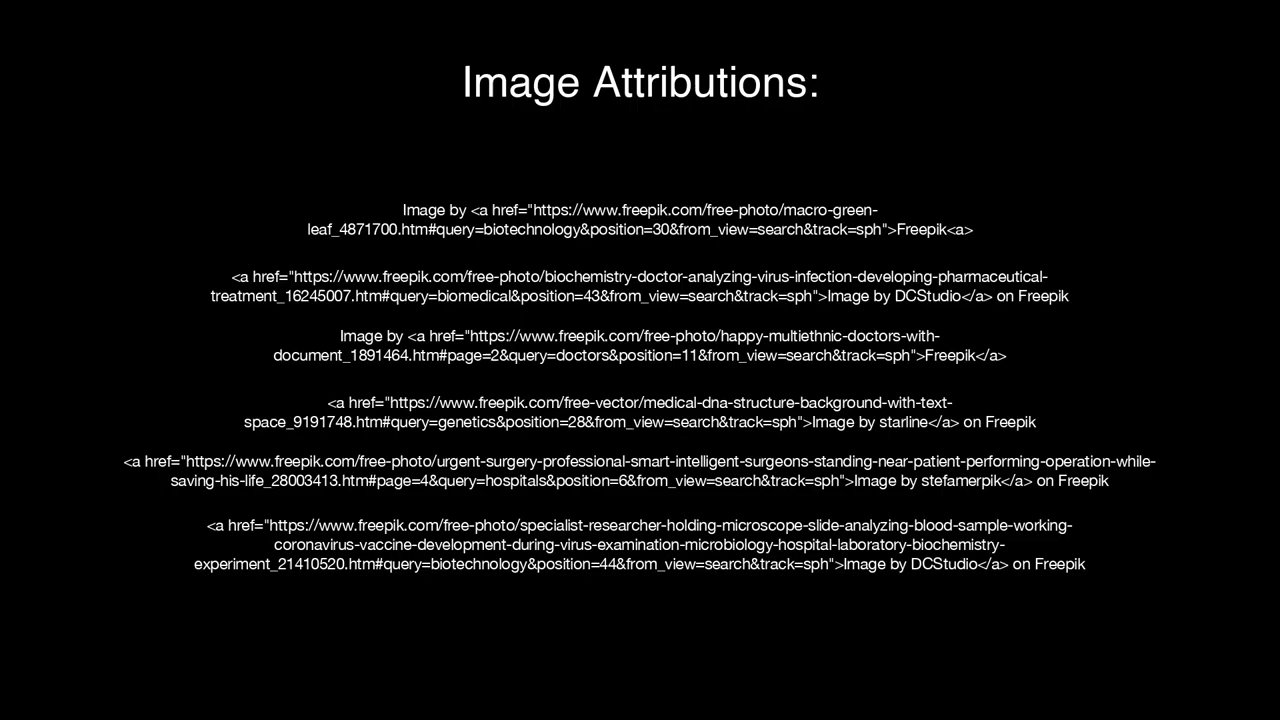 Image Attributions:
Image by <a href="https://www.freepik.com/free-photo/macro-green-
leaf_4871700.htm#query=biotechnology&position=30&from_view=search&track=sph">Freepik<a>
<a href="https://www.freepik.com/free-photo/biochemistry-doctor-analyzing-virus-infection-developing-pharmaceutical-
treatment_16245007.htm#query=biomedical&position=43&from_view=search&track=sph">Image by DCStudio</a> on Freepik
Image by <a href="https://www.freepik.com/free-photo/happy-multiethnic-doctors-with-
document_1891464.htm#page=2&query=doctors&position=11&from_view=search&track=sph">Freepik</a>
<a href="https://www.freepik.com/free-vector/medical-dna-structure-background-with-text-
space_9191748.htm#query=genetics&position=28&from_view=search&track=sph">Image by starline</a> on Freepik
<a href="https://www.freepik.com/free-photo/urgent-surgery-professional-smart-intelligent-surgeons-standing-near-patient-performing-operation-while-
saving-his-life_28003413.htm#page=4&query=hospitals&position=6&from_view=search&track=sph">Image by stefamerpik</a> on Freepik
<a href="https://www.freepik.com/free-photo/specialist-researcher-holding-microscope-slide-analyzing-blood-sample-working-
coronavirus-vaccine-development-during-virus-examination-microbiology-hospital-laboratory-biochemistry-
experiment_21410520.htm#query=biotechnology&position=44&from_view=search&track=sph">Image by DCStudio</a> on Freepik